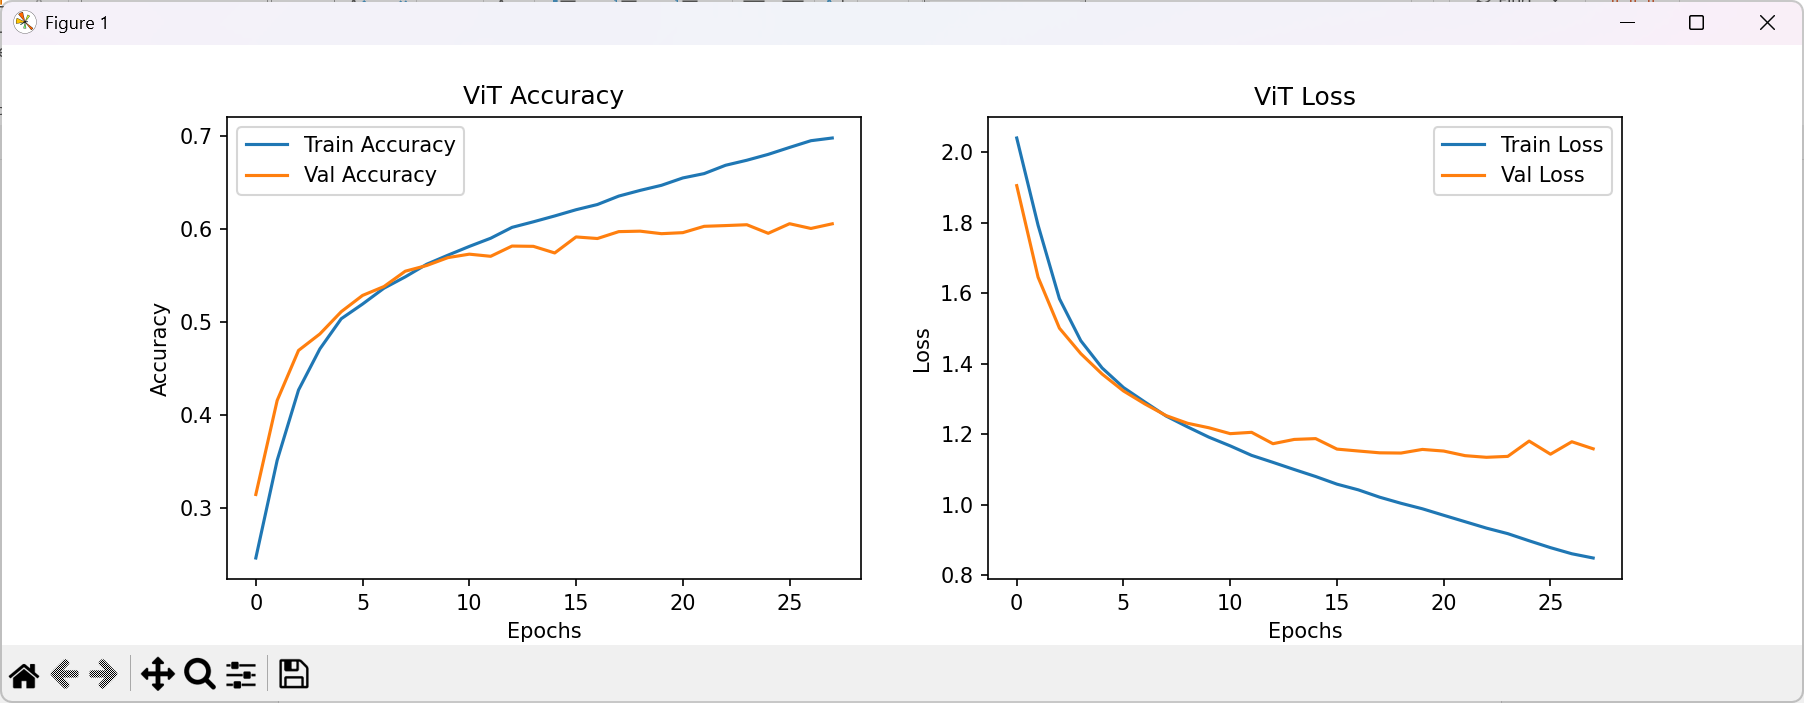 Figure 1
ViT Accuracy
Train Accuracy
Val Accuracy
0.7
0.6
0.5
0.4
0.3
Accuracy
0 5 10 15 20 25
Epochs
ViT Loss
Train Loss
Val Loss
2.0
1.8
1.6
1.4
1.2
1.0
0.8
Loss
0 5 10 15 20 25
Epochs